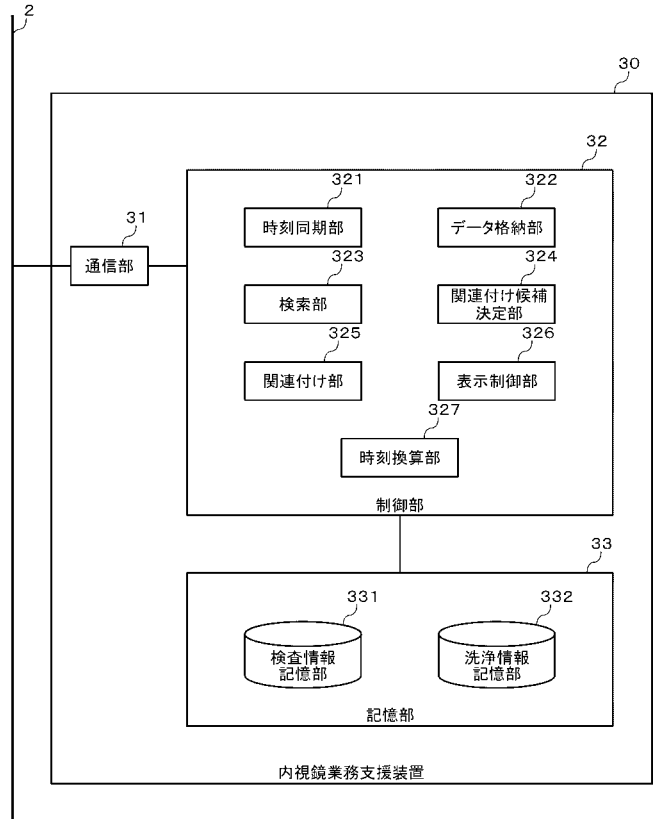 2
30
32
321
322
時刻同期部
データ格納部
31
通信部
323
324
検索部
関連付け候補
決定部
325
326
関連付け部
表示制御部
327
時刻換算部
制御部
33
331
332
検査情報
記憶部
洗浄情報
記憶部
記憶部
内視鏡業務支援装置